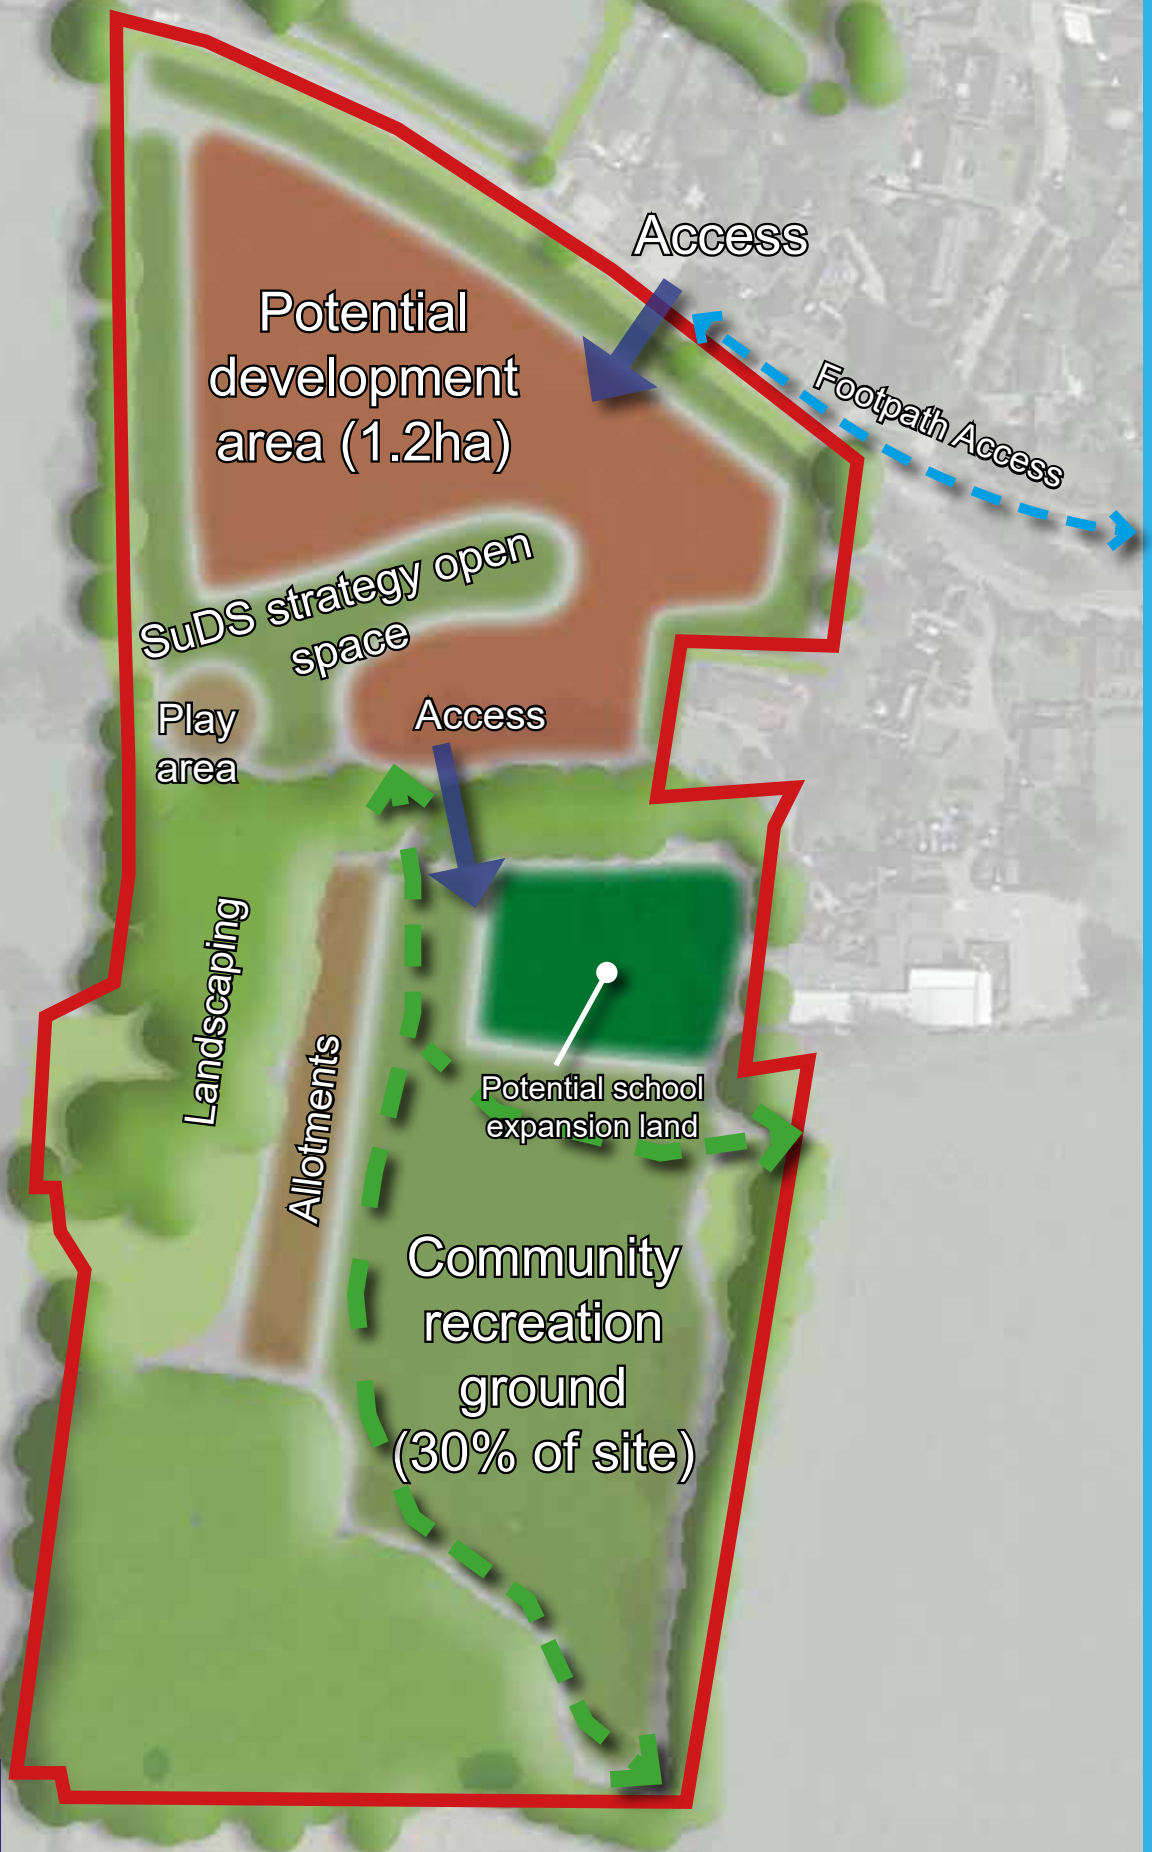 Access
Potential
development
area (1.2ha)
Footpath Access
SuDS strategy open
space
Play
area
Access
Landscaping
Allotments
Potential school
expansion land
Community
recreation
ground
(30% of site)